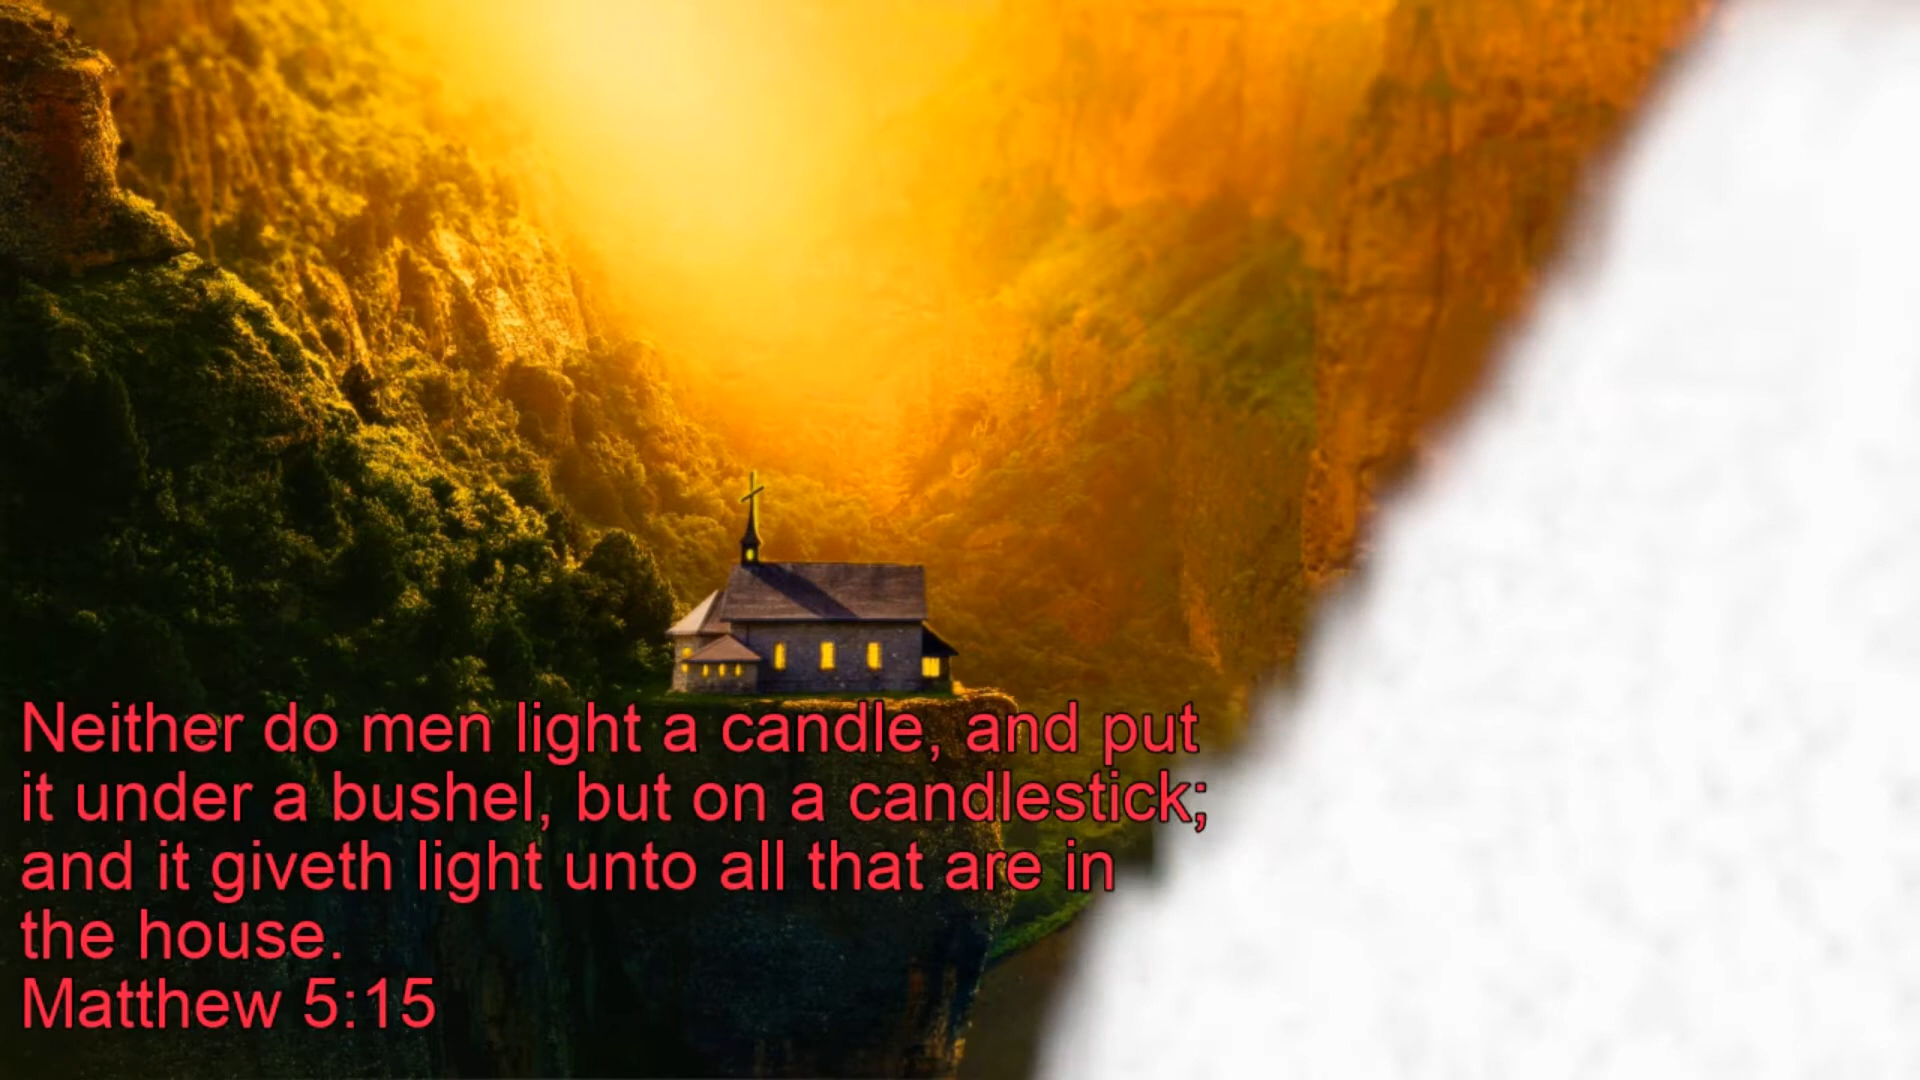 Neither do men light a candle, and put
it under a bushel, but on a candlestick;
and it giveth light unto all that are in
the house.
Matthew 5:15